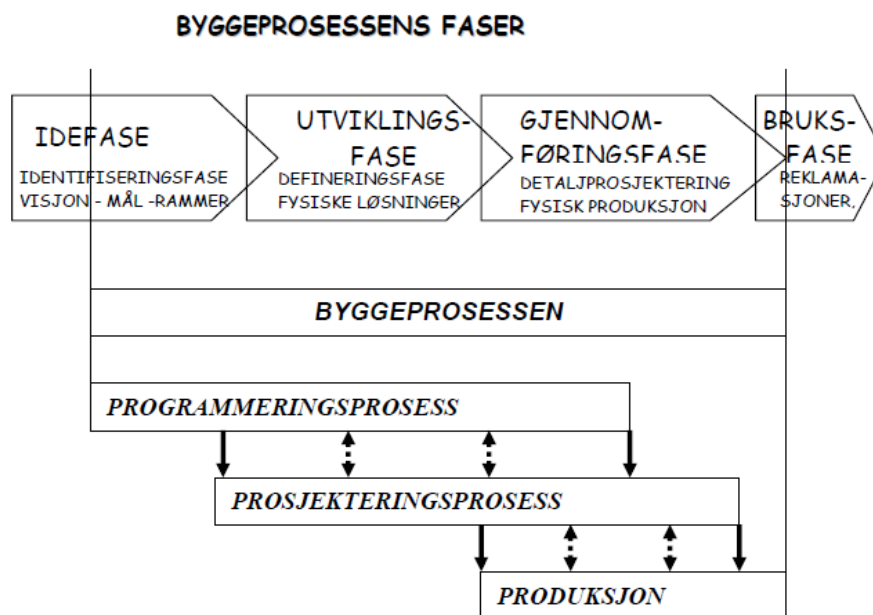 BYGGEPROSESSENS FASER
IDEFASE
IDENTIFISERINGSFASE
VISJON - MÅL -RAMMER
UTVIKLINGS-
FASE
DEFINERINGSFASE
FYSISKE LØSNINGER
GJENNOM-
FØRINGSFASE
DETALJPROSJEKTERING
FYSISK PRODUKSJON
BRUKS-
FASE
REKLAMA-
SJONER,
BYGGEPROSESSEN
PROGRAMMERINGSPROSESS
PROSJEKTERINGSPROSESS
PRODUKSJON